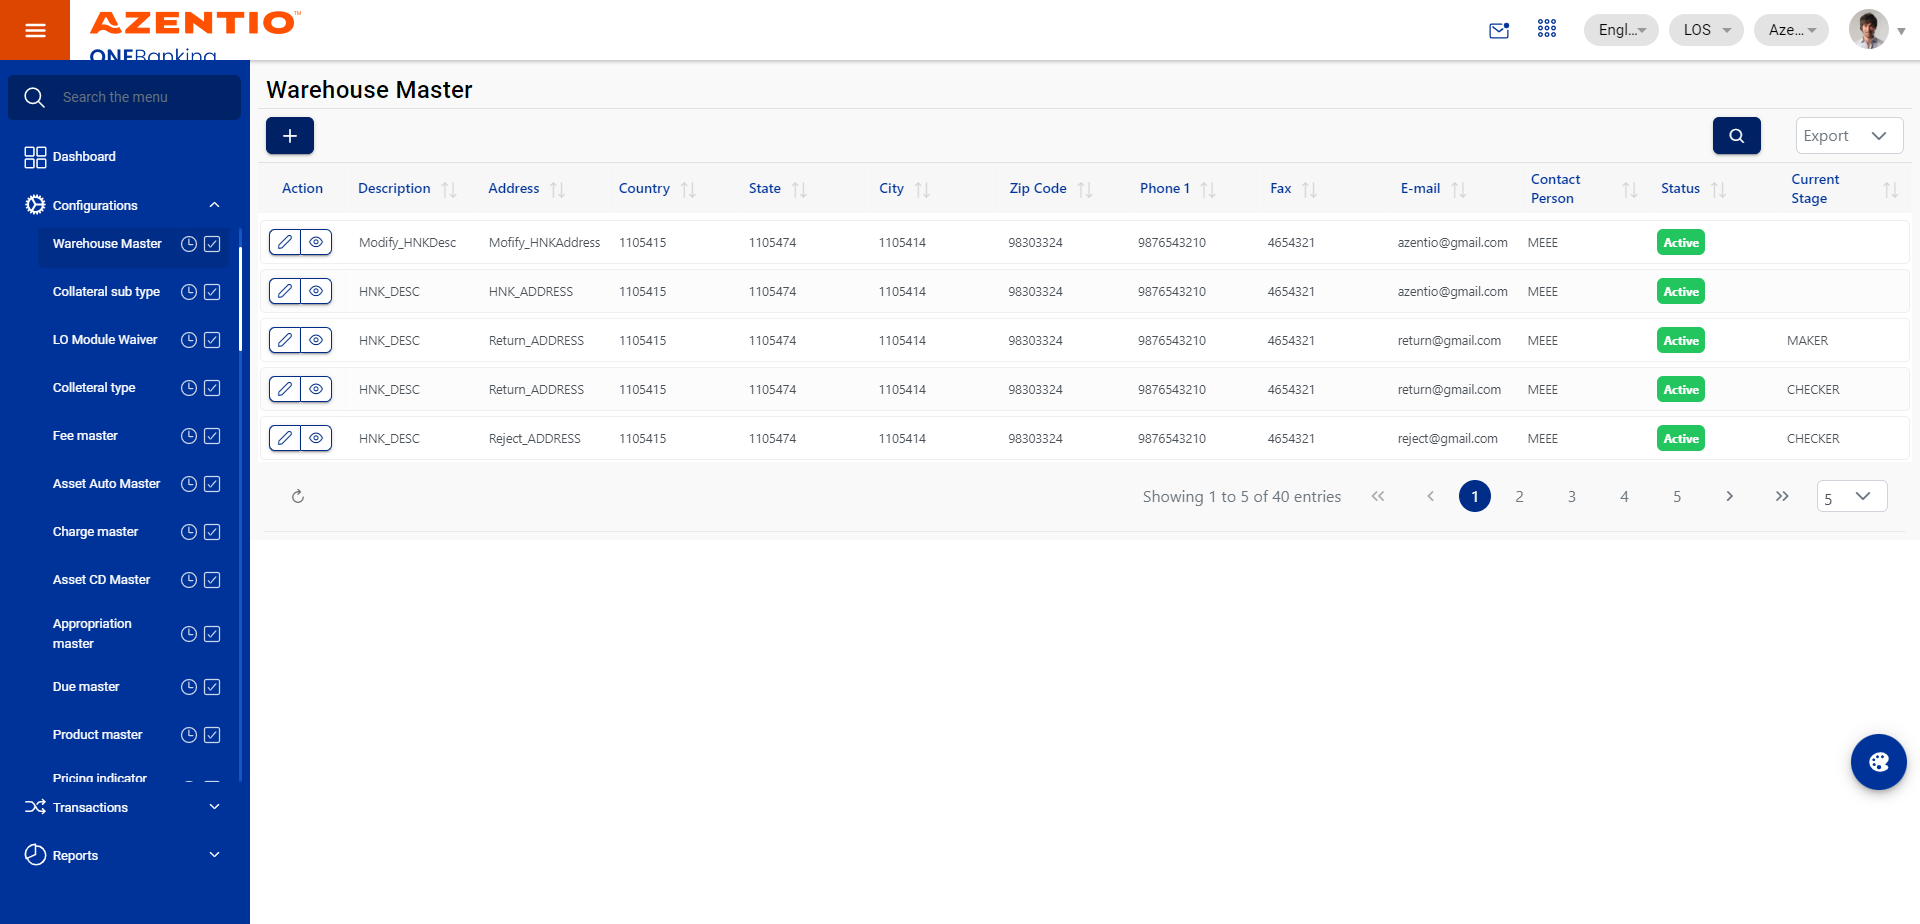 AZENTIO™
ONEBanking
Engl...
LOS
Aze...
Search the menu
Dashboard
Configurations
Warehouse Master
Collateral sub type
LO Module Waiver
Colleteral type
Fee master
Asset Auto Master
Charge master
Asset CD Master
Appropriation
master
Due master
Product master
Pricing indicator
Transactions
Reports
Warehouse Master
Export
Action Description Address Country State City Zip Code Phone 1 Fax E-mail Contact Person Status Current Stage
Modify_HNKDesc Mofify_HNKAddress 1105415 1105474 1105414 98303324 9876543210 4654321 azentio@gmail.com MEEE Active
HNK_DESC HNK_ADDRESS 1105415 1105474 1105414 98303324 9876543210 4654321 azentio@gmail.com MEEE Active
HNK_DESC Return_ADDRESS 1105415 1105474 1105414 98303324 9876543210 4654321 return@gmail.com MEEE Active MAKER
HNK_DESC Return_ADDRESS 1105415 1105474 1105414 98303324 9876543210 4654321 return@gmail.com MEEE Active CHECKER
HNK_DESC Reject_ADDRESS 1105415 1105474 1105414 98303324 9876543210 4654321 reject@gmail.com MEEE Active CHECKER
Showing 1 to 5 of 40 entries 1 2 3 4 5 5